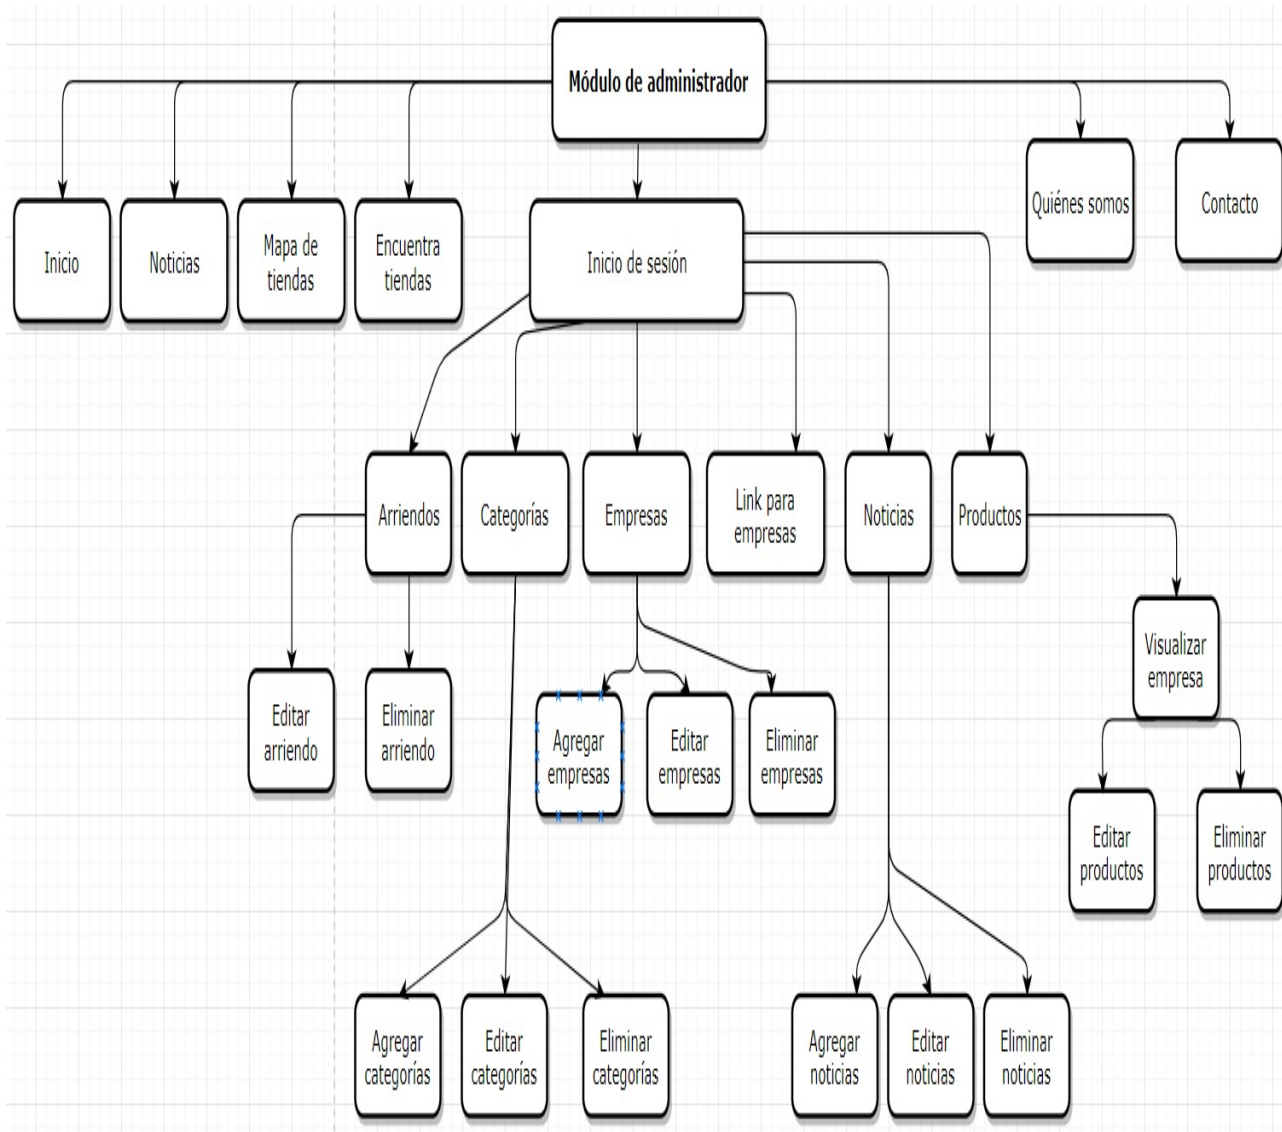 Módulo de administrador
Inicio
Noticias
Mapa de
tiendas
Encuentra
tiendas
Inicio de sesión
Quiénes somos
Contacto
Arriendos
Categorías
Empresas
Link para
empresas
Noticias
Productos
Visualizar
empresa
Editar
arriendo
Eliminar
arriendo
Agregar
empresas
Editar
empresas
Eliminar
empresas
Editar
productos
Eliminar
productos
Agregar
categorías
Editar
categorías
Eliminar
categorías
Agregar
noticias
Editar
noticias
Eliminar
noticias